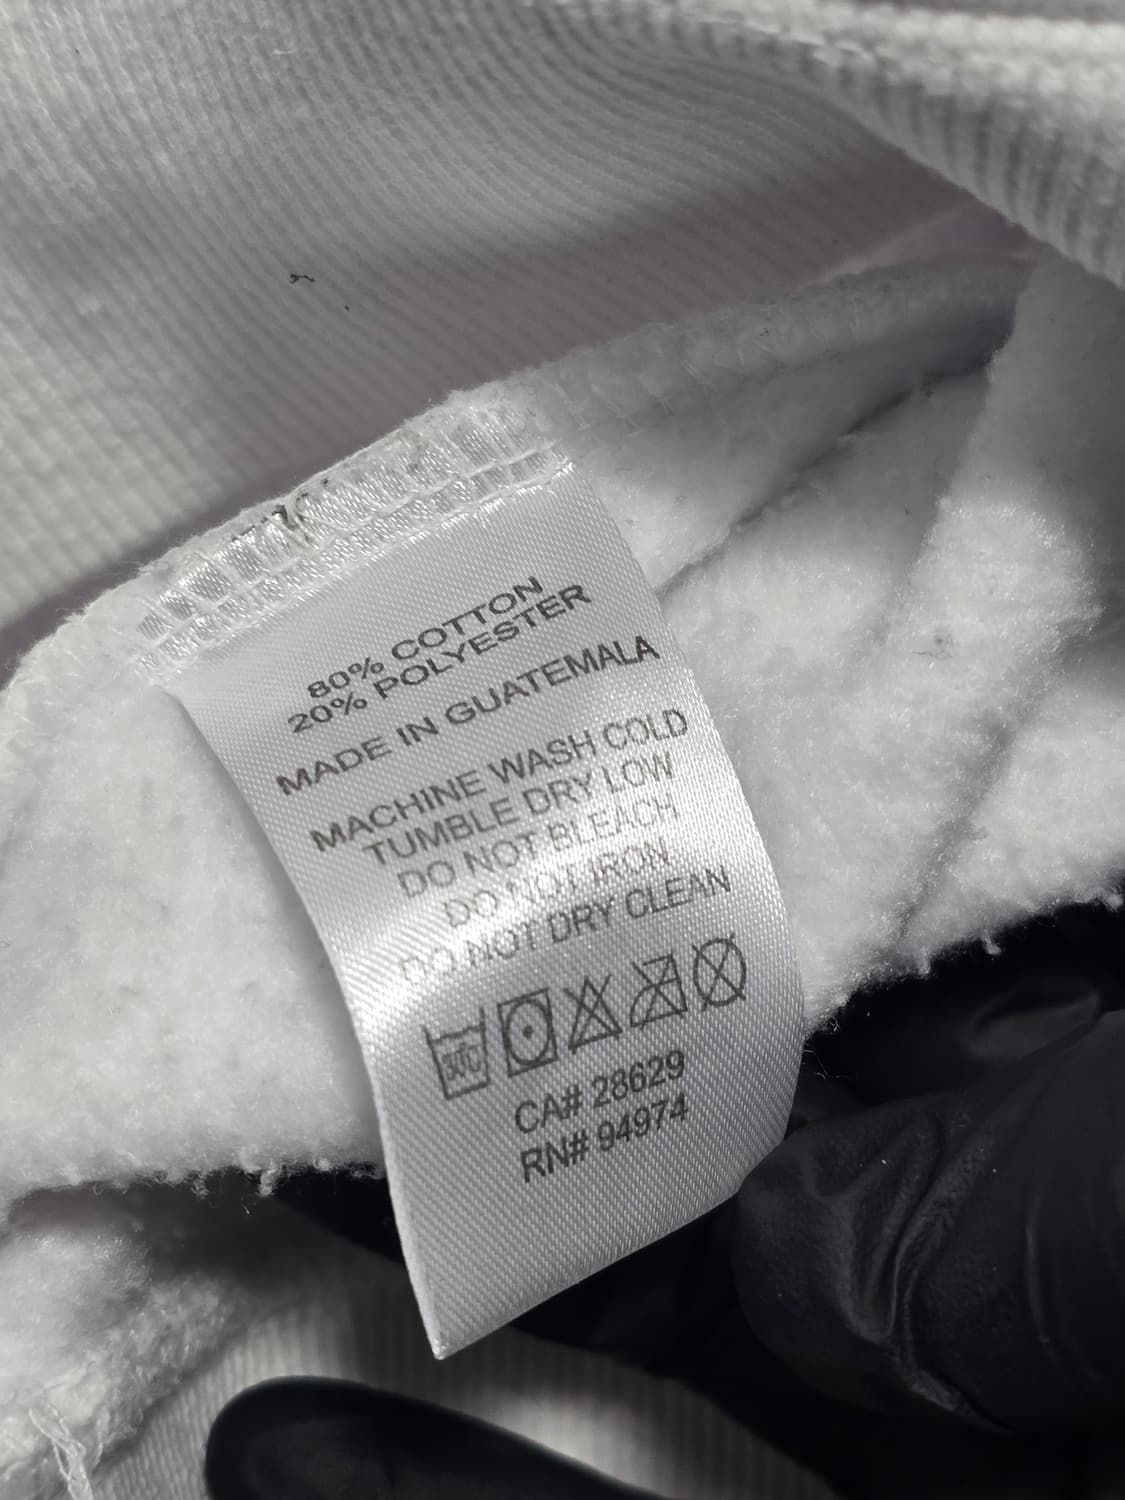 80% COTTON
20% POLYESTER
MADE IN GUATEMALA
MACHINE WASH COLD
TUMBLE DRY LOW
DO NOT BLEACH
DO NOT IRON
DO NOT DRY CLEAN
30°C
CA# 28629
RN# 94974